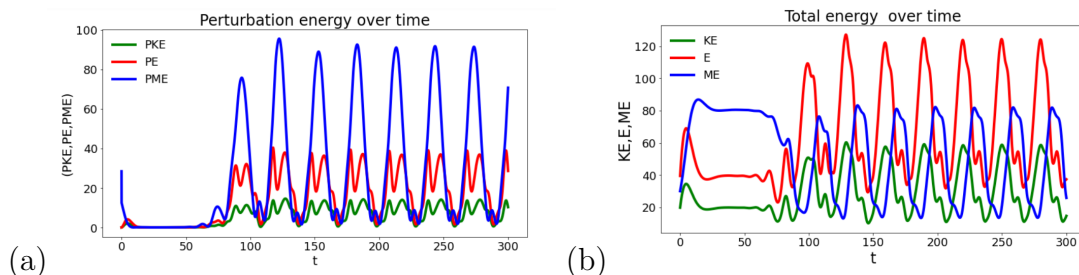 Perturbation energy over time
(PKE,PE,PME)
100
80
60
40
20
0
PKE
PE
PME
0 50 100 150 200 250 300
t
(a)
Total energy over time
KE,ME
120
100
80
60
40
20
KE
E
ME
0 50 100 150 200 250 300
t
(b)